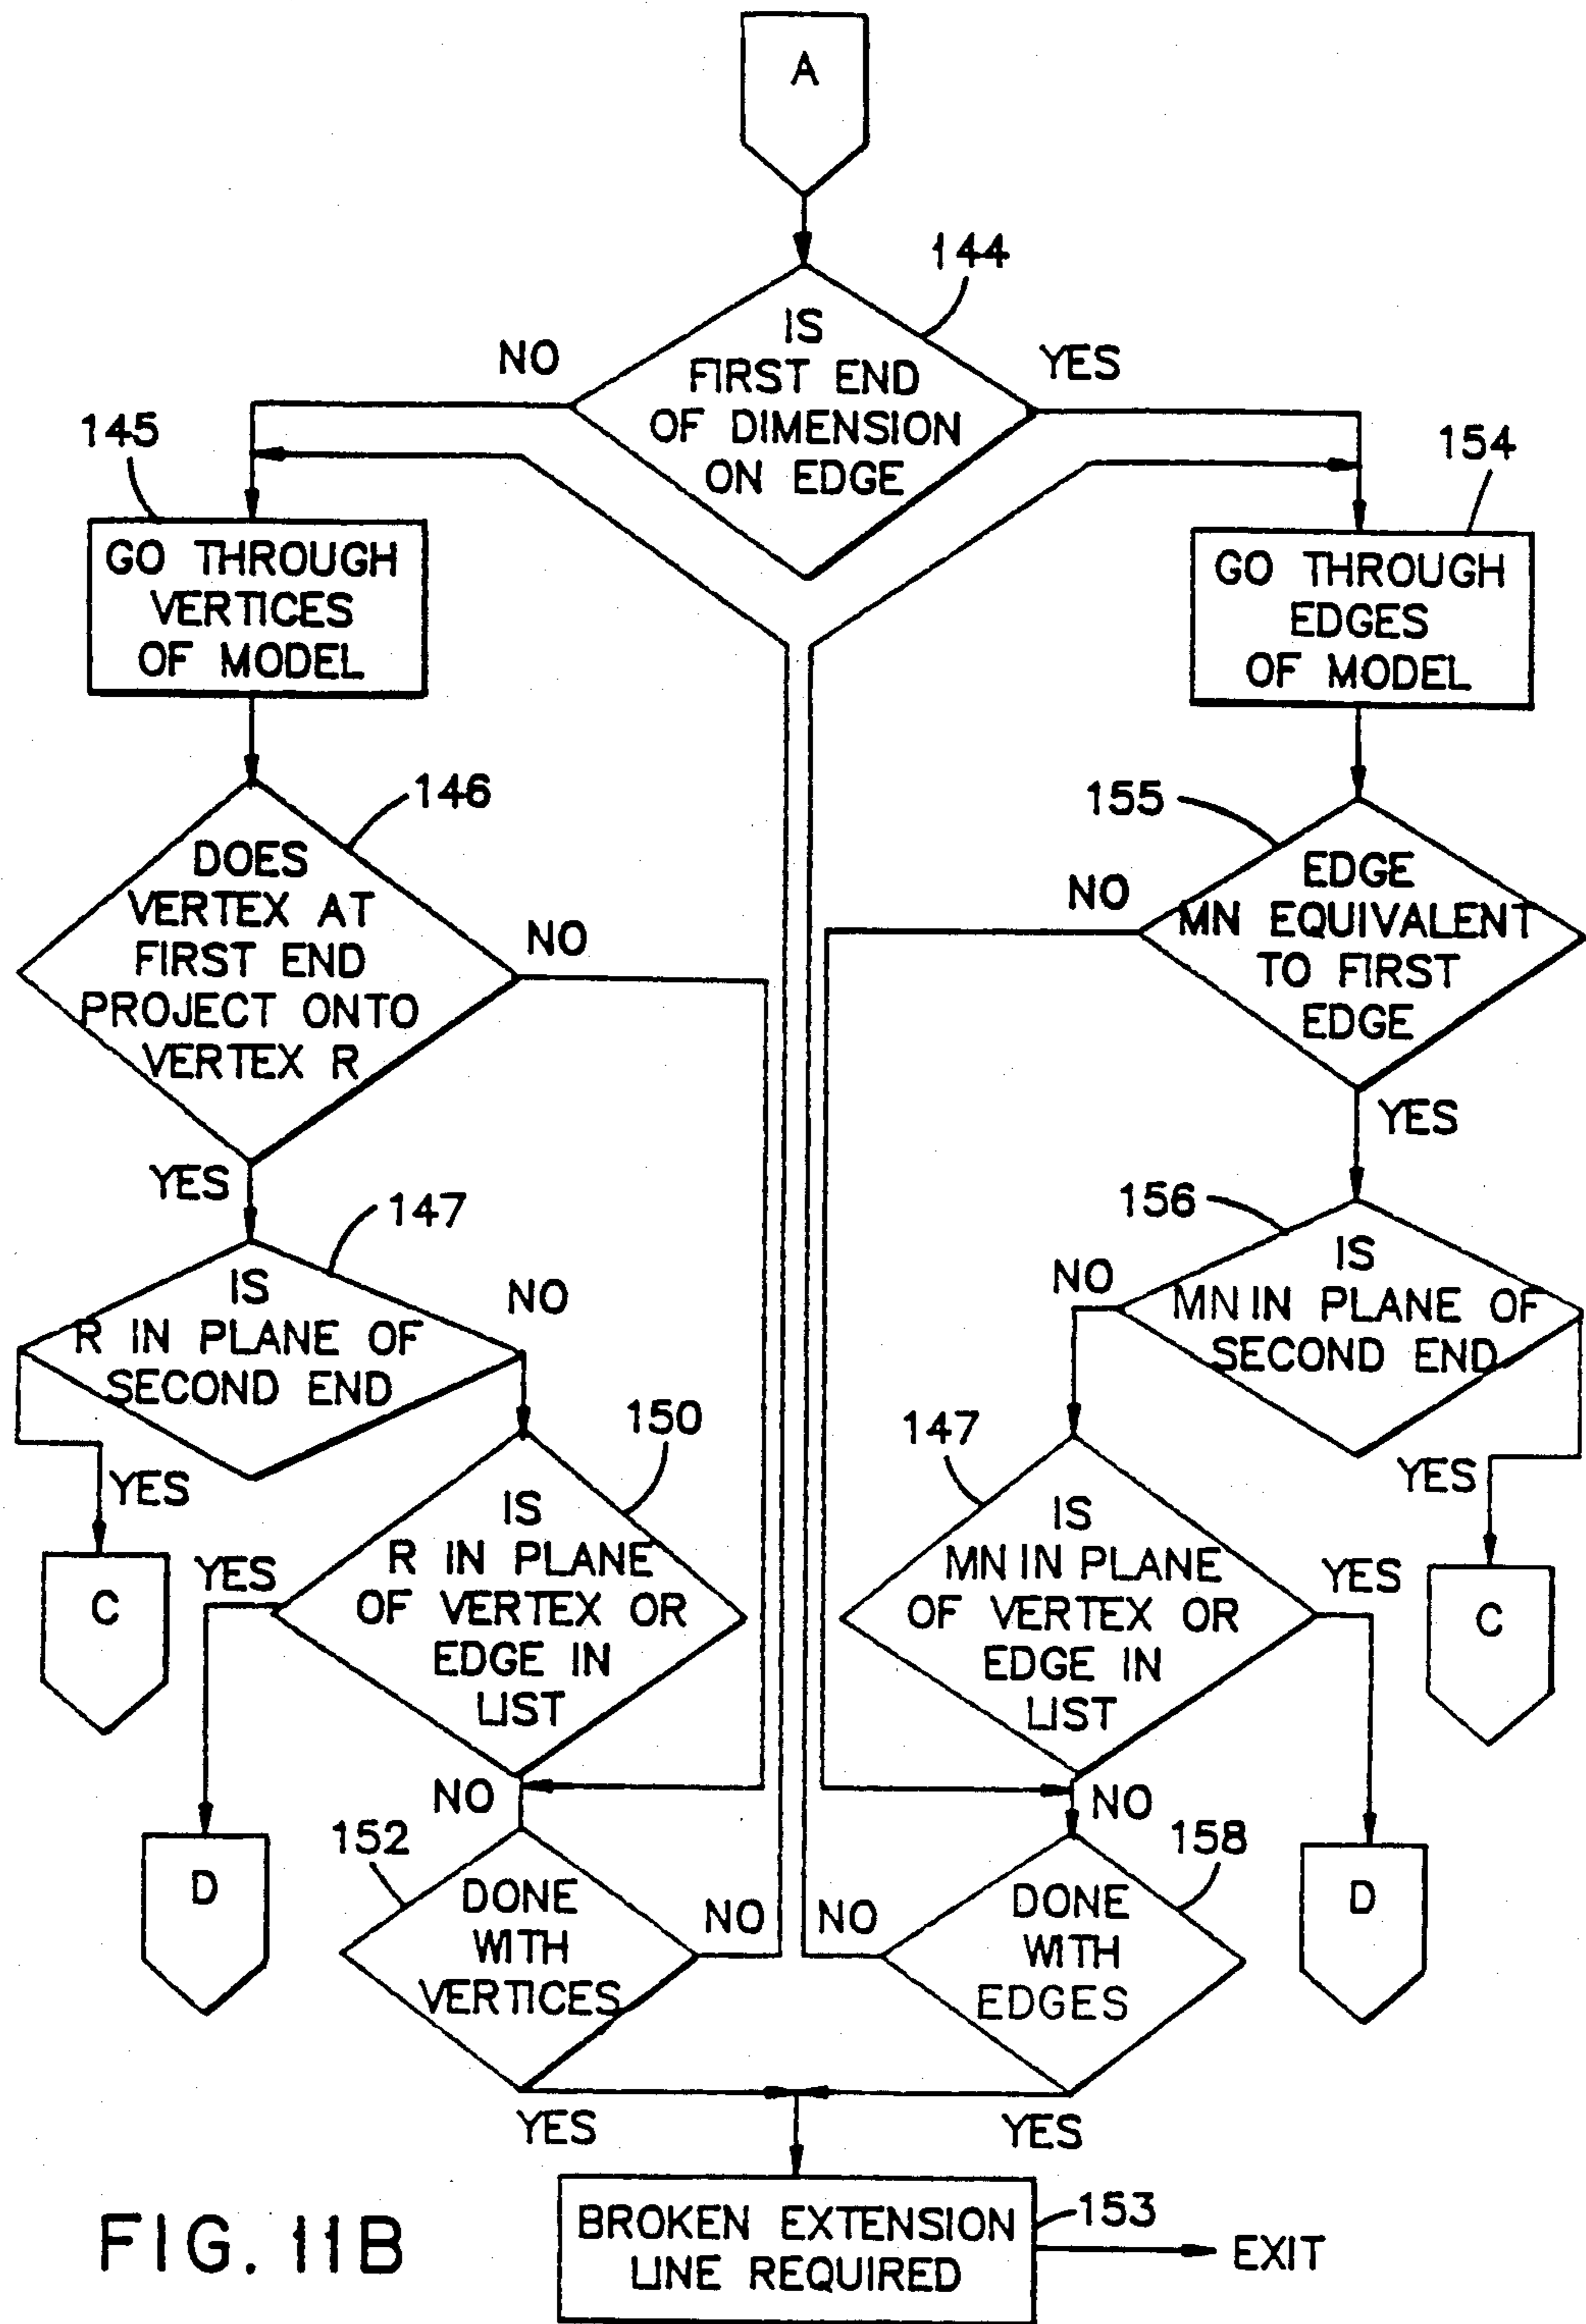 A
144
IS
FIRST END
OF DIMENSION
ON EDGE
NO
YES
145
GO THROUGH
VERTICES
OF MODEL
154
GO THROUGH
EDGES
OF MODEL
146
DOES
VERTEX AT
FIRST END
PROJECT ONTO
VERTEX R
NO
YES
155
EDGE
MN EQUIVALENT
TO FIRST
EDGE
NO
YES
147
IS
R IN PLANE OF
SECOND END
NO
YES
156
IS
MN IN PLANE OF
SECOND END
NO
YES
C
150
IS
R IN PLANE
OF VERTEX OR
EDGE IN
LIST
YES
NO
147
IS
MN IN PLANE
OF VERTEX OR
EDGE IN
LIST
YES
NO
C
D
152
DONE
WITH
VERTICES
NO
YES
158
DONE
WITH
EDGES
NO
YES
D
BROKEN EXTENSION
LINE REQUIRED
153
EXIT
FIG. 11B